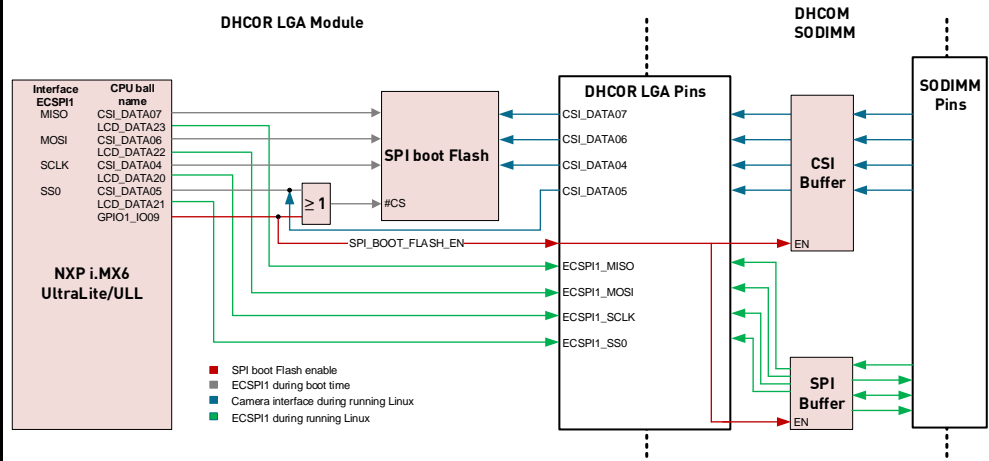 DHCOR LGA Module
DHCOM
SODIMM
Interface
ECSPI1
CPU ball
name
MISO CSI_DATA07
LCD_DATA23
MOSI CSI_DATA06
LCD_DATA22
SCLK CSI_DATA04
LCD_DATA20
SS0 CSI_DATA05
LCD_DATA21
GPIO1_IO09
NXP i.MX6
UltraLite/ULL
≥ 1
SPI boot Flash
#CS
SPI_BOOT_FLASH_EN
DHCOR LGA Pins
CSI_DATA07
CSI_DATA06
CSI_DATA04
CSI_DATA05
ECSPI1_MISO
ECSPI1_MOSI
ECSPI1_SCLK
ECSPI1_SS0
CSI
Buffer
EN
SPI
Buffer
EN
SODIMM
Pins
SPI boot Flash enable
ECSPI1 during boot time
Camera interface during running Linux
ECSPI1 during running Linux